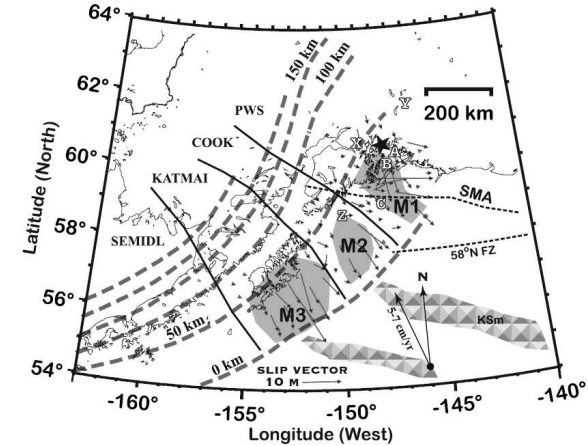 64°
62°
60°
58°
56°
54°
Latitude (North)
150 km
100 km
PWS
COOK
KATMAI
SEMIDL
50 km
0 km
200 km
Y
X
A
B
C
Z
M1
M2
M3
SMA
58°N FZ
KSm
N
5-7 cm/yr
SLIP VECTOR
10 M
-160°
-155°
-150°
-145°
-140°
Longitude (West)